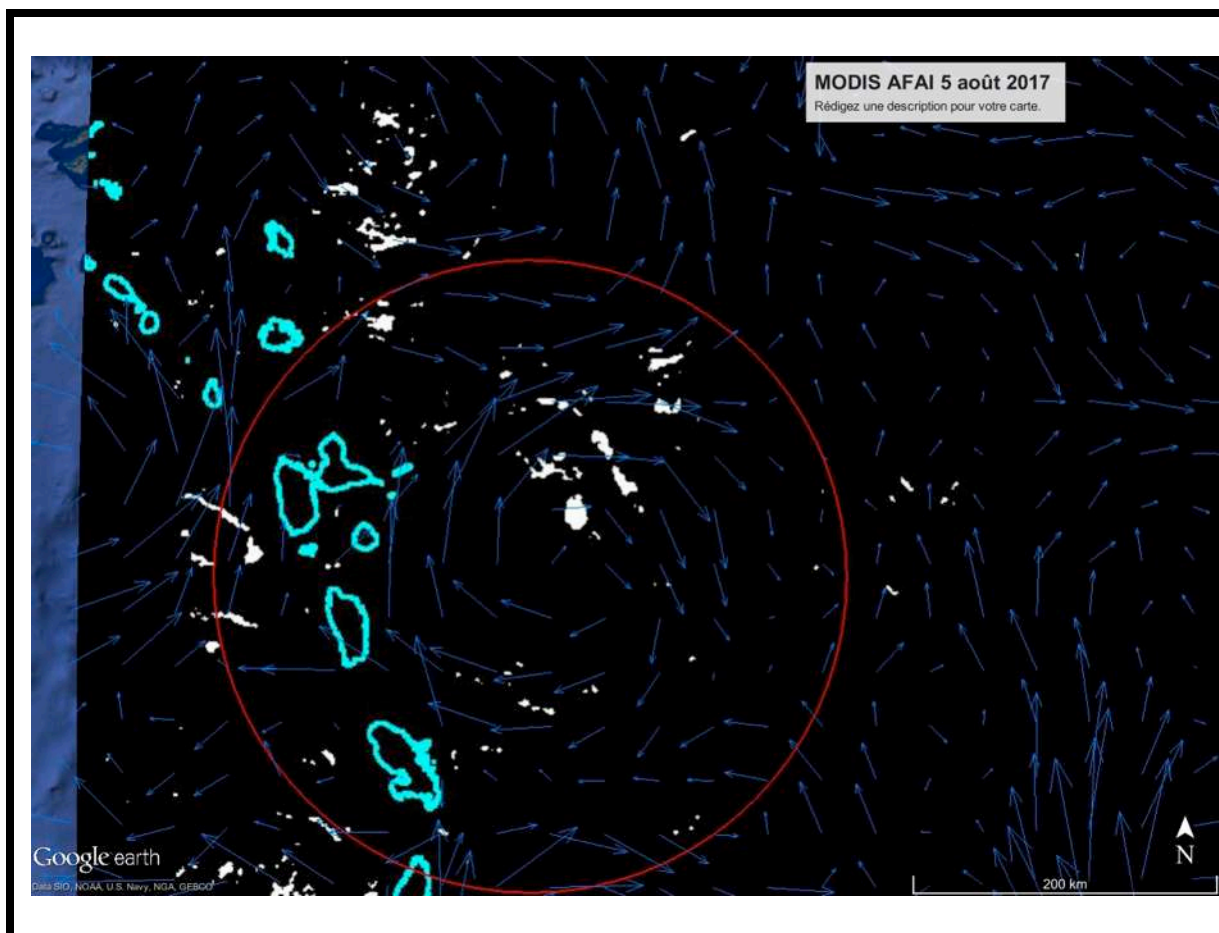 MODIS AFAI 5 août 2017
Rédigez une description pour votre carte.
N
Google earth
Data SIO, NOAA, U.S. Navy, NGA, GEBCO
200 km